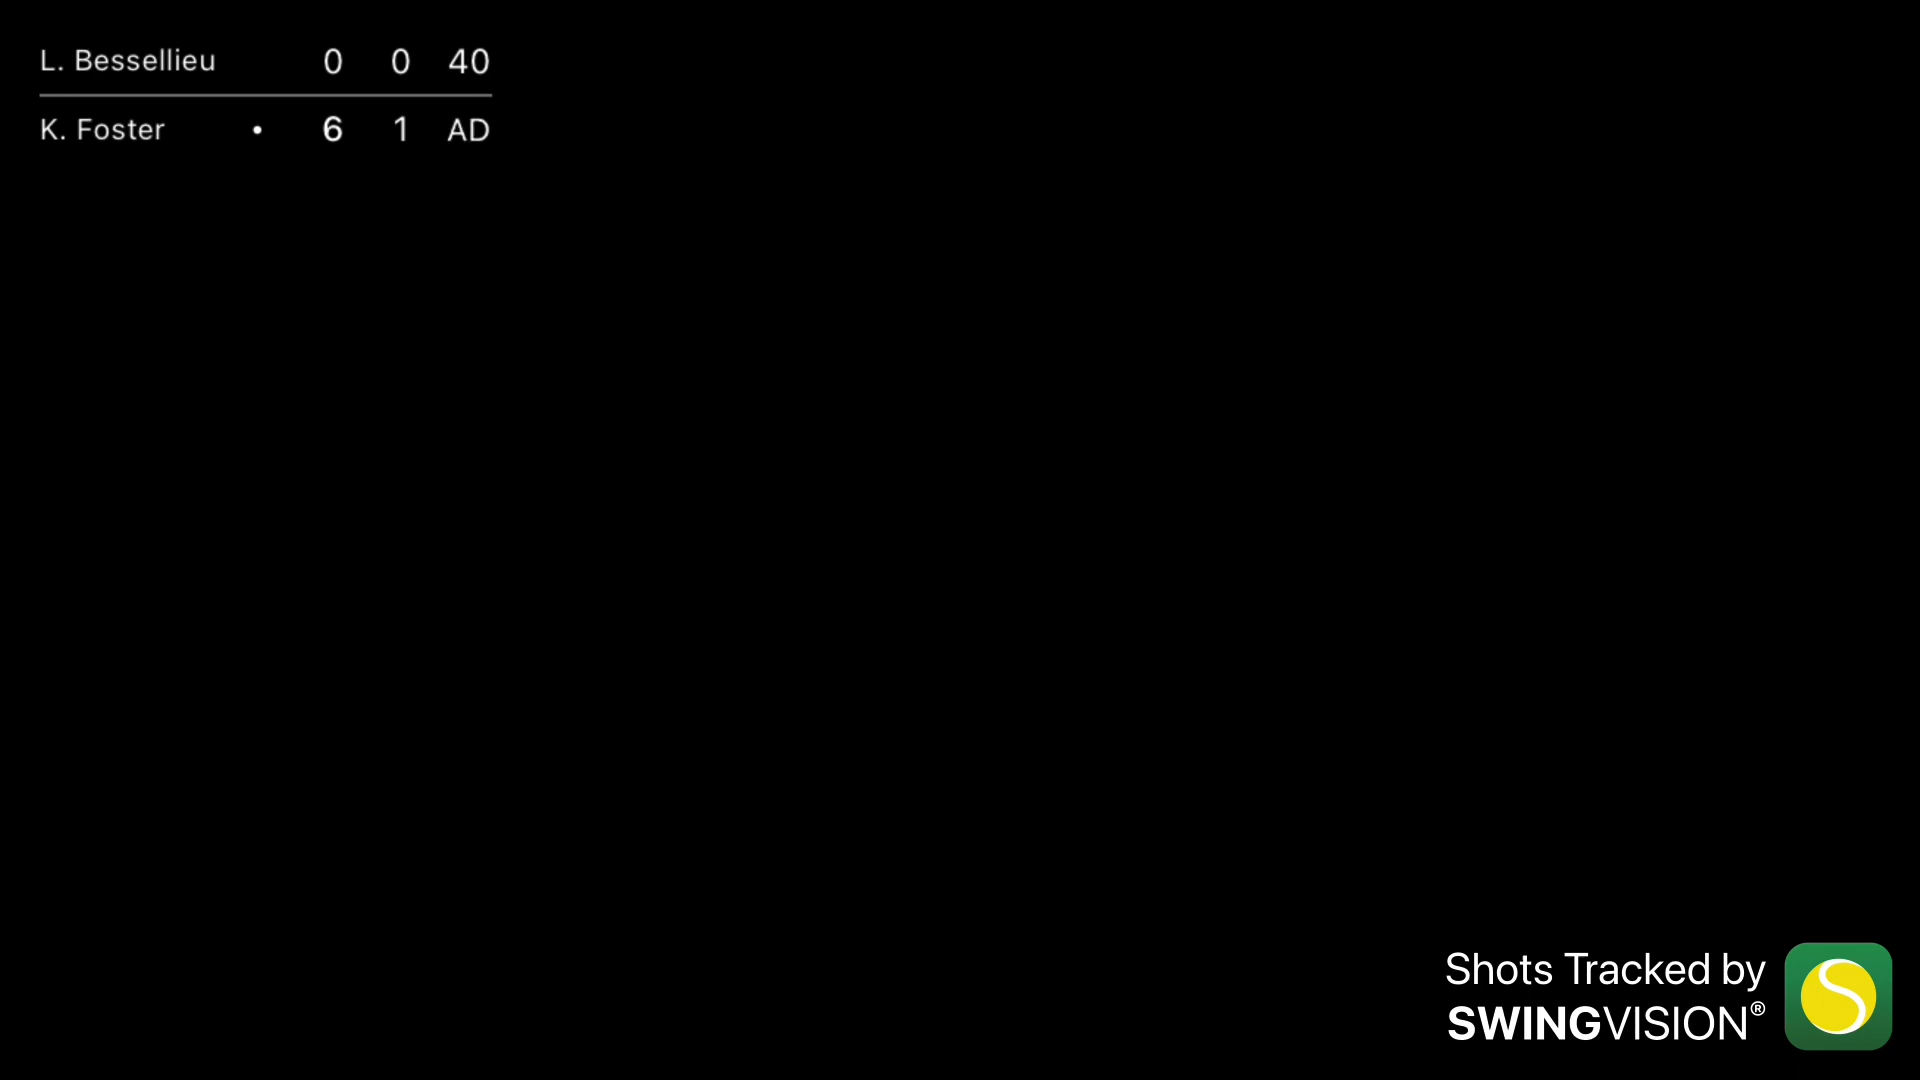 L. Bessellieu 0 0 40
K. Foster • 6 1 AD
Shots Tracked by
SWINGVISION®